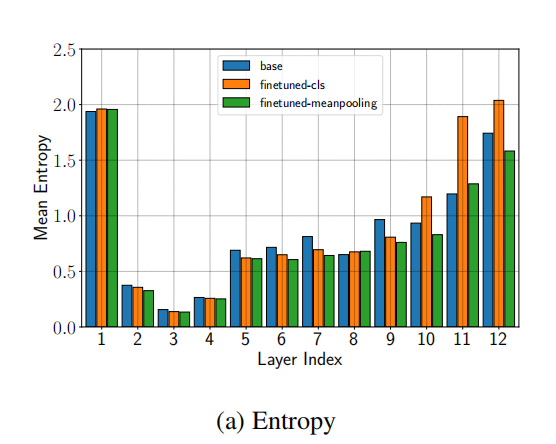 2.5
2.0
1.5
1.0
0.5
0.0
Mean Entropy
base
finetuned-cls
finetuned-meanpooling
1 2 3 4 5 6 7 8 9 10 11 12
Layer Index
(a) Entropy